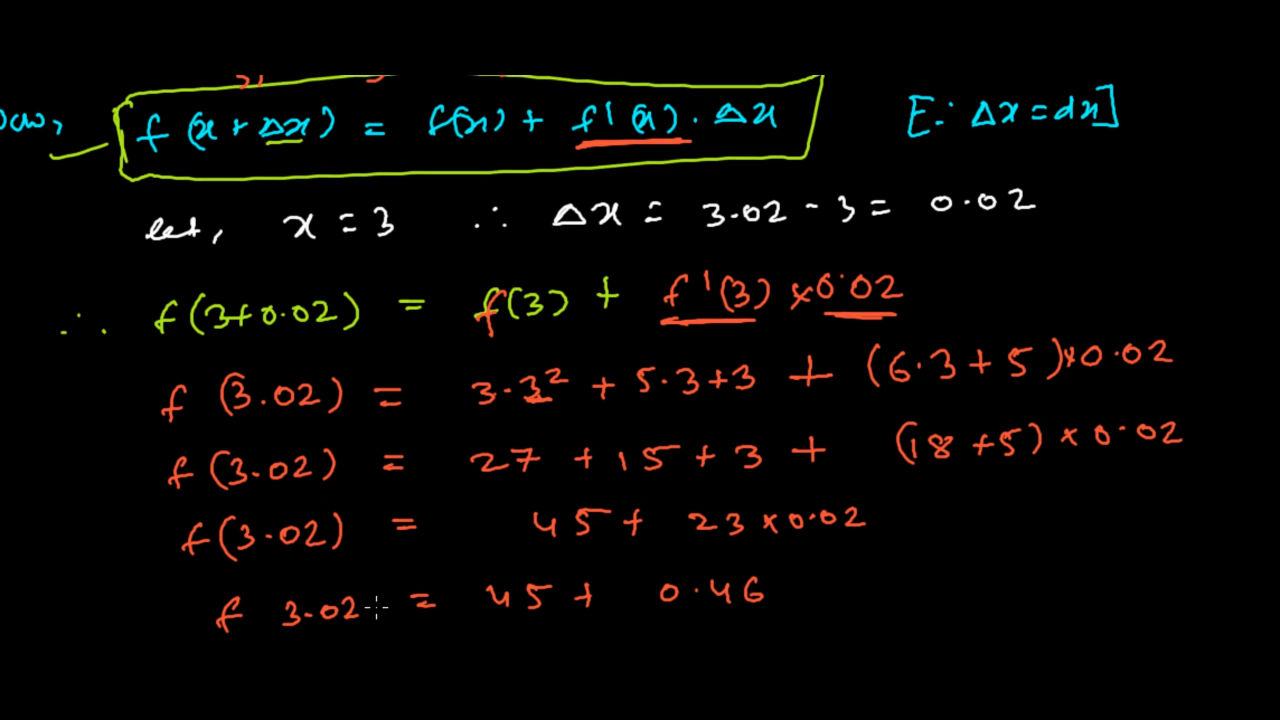 f(x+Δx) = f(x) + f'(x) · Δx [∵ Δx = dx]
let, x = 3 ∴ Δx = 3.02 - 3 = 0.02
∴ f(3+0.02) = f(3) + f'(3) × 0.02
f(3.02) = 3·3² + 5·3+3 + (6·3+5)×0.02
f(3.02) = 27 + 15 + 3 + (18+5) × 0.02
f(3.02) = 45 + 23×0.02
f 3.02 = 45 + 0.46